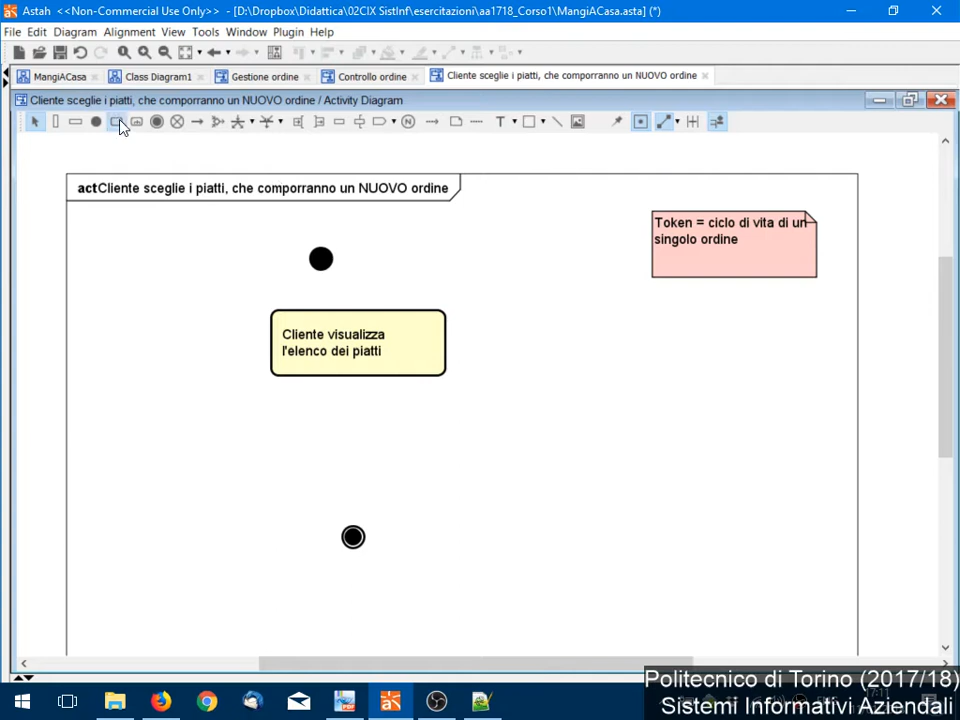 Astah <<Non-Commercial Use Only>> - [D:\Dropbox\Didattica\02CIX SistInf\esercitazioni\aa1718_Corso1\MangiACasa.asta] (*)
File Edit Diagram Alignment View Tools Window Plugin Help
MangiACasa Class Diagram1 Gestione ordine Controllo ordine Cliente sceglie i piatti, che comporranno un NUOVO ordine
Cliente sceglie i piatti, che comporranno un NUOVO ordine / Activity Diagram
N T
actCliente sceglie i piatti, che comporranno un NUOVO ordine
Token = ciclo di vita di un
singolo ordine
Cliente visualizza
l'elenco dei piatti
Politecnico di Torino (2017/18)
Sistemi Informativi Aziendali